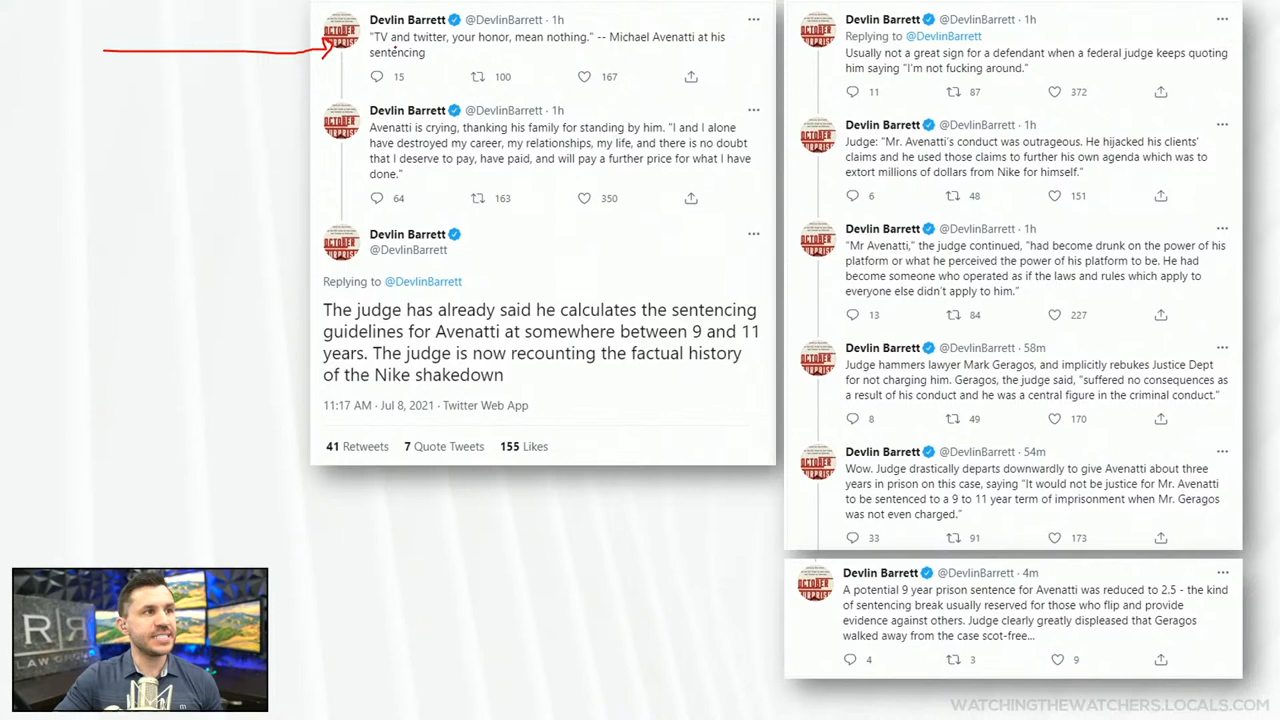 Devlin Barrett @DevlinBarrett · 1h
"TV and twitter, your honor, mean nothing." -- Michael Avenatti at his
sentencing
15 100 167
Devlin Barrett @DevlinBarrett · 1h
Avenatti is crying, thanking his family for standing by him. "I and I alone
have destroyed my career, my relationships, my life, and there is no doubt
that I deserve to pay, have paid, and will pay a further price for what I have
done."
64 163 350
Devlin Barrett
@DevlinBarrett
Replying to @DevlinBarrett
The judge has already said he calculates the sentencing
guidelines for Avenatti at somewhere between 9 and 11
years. The judge is now recounting the factual history
of the Nike shakedown
11:17 AM · Jul 8, 2021 · Twitter Web App
41 Retweets 7 Quote Tweets 155 Likes
Devlin Barrett @DevlinBarrett · 1h
Replying to @DevlinBarrett
Usually not a great sign for a defendant when a federal judge keeps quoting
him saying "I'm not fucking around."
11 87 372
Devlin Barrett @DevlinBarrett · 1h
Judge: "Mr. Avenatti's conduct was outrageous. He hijacked his clients'
claims and he used those claims to further his own agenda which was to
extort millions of dollars from Nike for himself."
6 48 151
Devlin Barrett @DevlinBarrett · 1h
"Mr Avenatti," the judge continued, "had become drunk on the power of his
platform or what he perceived the power of his platform to be. He had
become someone who operated as if the laws and rules which apply to
everyone else didn't apply to him."
13 84 227
Devlin Barrett @DevlinBarrett · 58m
Judge hammers lawyer Mark Geragos, and implicitly rebukes Justice Dept
for not charging him. Geragos, the judge said, "suffered no consequences as
a result of his conduct and he was a central figure in the criminal conduct."
8 49 170
Devlin Barrett @DevlinBarrett · 54m
Wow. Judge drastically departs downwardly to give Avenatti about three
years in prison on this case, saying "It would not be justice for Mr. Avenatti
to be sentenced to a 9 to 11 year term of imprisonment when Mr. Geragos
was not even charged."
33 91 173
Devlin Barrett @DevlinBarrett · 4m
A potential 9 year prison sentence for Avenatti was reduced to 2.5 - the kind
of sentencing break usually reserved for those who flip and provide
evidence against others. Judge clearly greatly displeased that Geragos
walked away from the case scot-free...
4 3 9
R R
LAW GROUP
WATCHINGTHEWATCHERS.LOCALS.COM